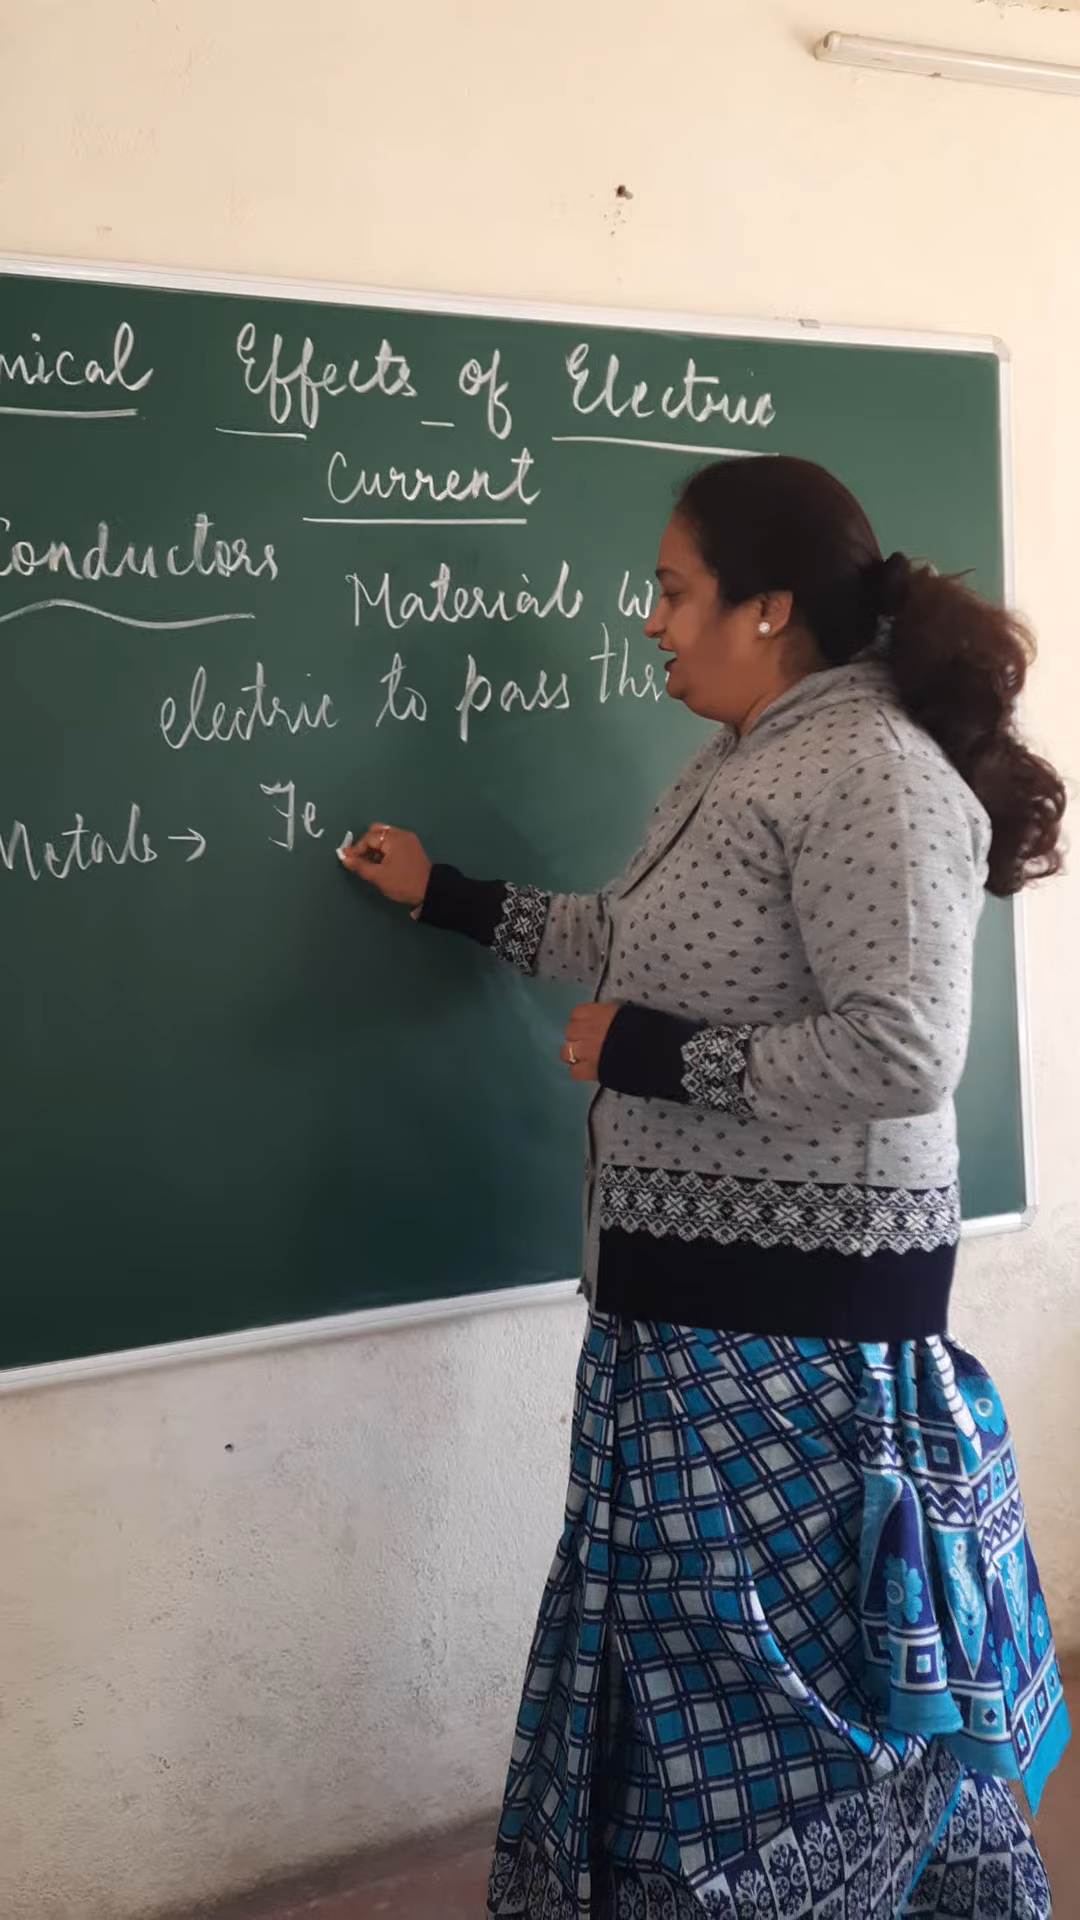 mical Effects of Electric
Current
Conductors
Material w
electric to pass thr
Metals → Fe,